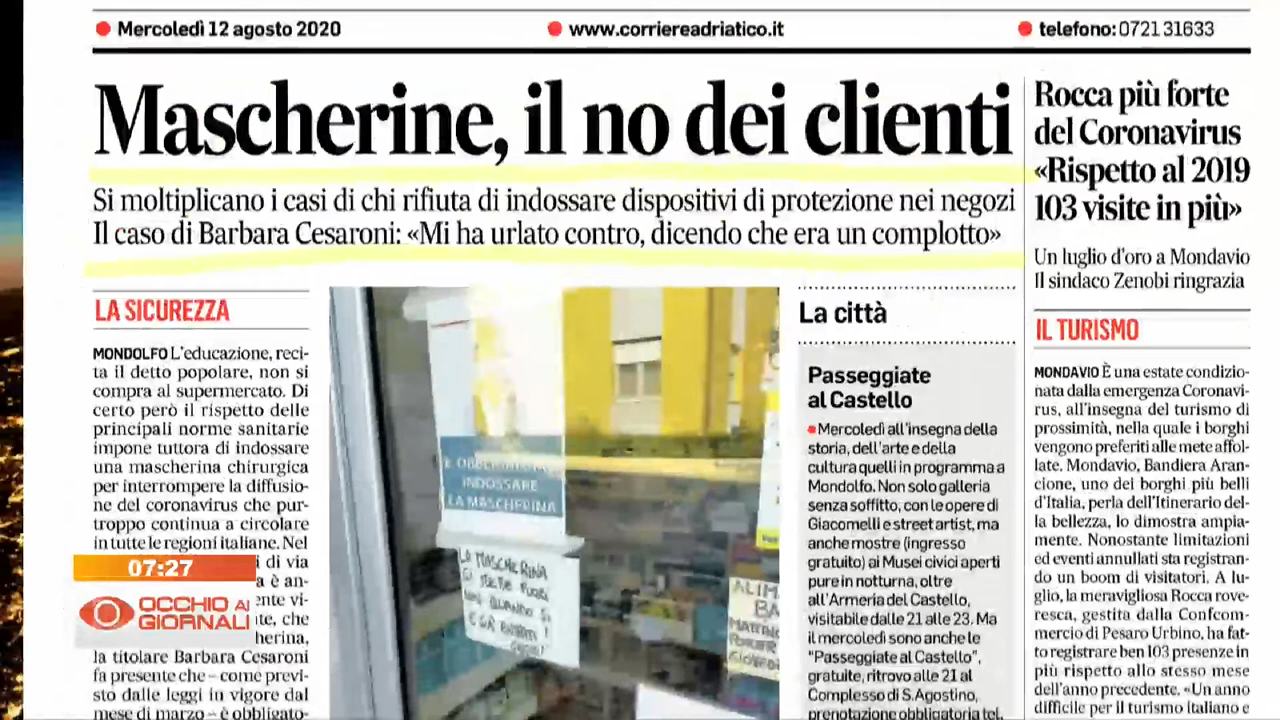 Mercoledì 12 agosto 2020
www.corriereadriatico.it
telefono: 0721 31633
Mascherine, il no dei clienti
Si moltiplicano i casi di chi rifiuta di indossare dispositivi di protezione nei negozi
Il caso di Barbara Cesaroni: «Mi ha urlato contro, dicendo che era un complotto»
LA SICUREZZA
MONDOLFO L'educazione, reci-
ta il detto popolare, non si
compra al supermercato. Di
certo però il rispetto delle
principali norme sanitarie
impone tuttora di indossare
una mascherina chirurgica
per interrompere la diffusio-
ne del coronavirus che pur-
troppo continua a circolare
in tutte le regioni italiane. Nel
i di via
a è an-
ente vi-
te, che
herina,
la titolare Barbara Cesaroni
fa presente che – come previ-
sto dalle leggi in vigore dal
mese di marzo – è obbligato-
07:27
OCCHIO AI
GIORNALI
INDOSSARE
LA MASCHERINA
LA MASCHERINA
SI METTE FUORI
NON QUANDO SI
È GIÀ ENTRATI!
La città
Passeggiate
al Castello
Mercoledì all'insegna della
storia, dell'arte e della
cultura quelli in programma a
Mondolfo. Non solo galleria
senza soffitto, con le opere di
Giacomelli e street artist, ma
anche mostre (ingresso
gratuito) ai Musei civici aperti
pure in notturna, oltre
all'Armeria del Castello,
visitabile dalle 21 alle 23. Ma
il mercoledì sono anche le
"Passeggiate al Castello",
gratuite, ritrovo alle 21 al
Complesso di S.Agostino,
prenotazione obbligatoria tel.
Rocca più forte
del Coronavirus
«Rispetto al 2019
103 visite in più»
Un luglio d'oro a Mondavio
Il sindaco Zenobi ringrazia
IL TURISMO
MONDAVIO È una estate condizio-
nata dalla emergenza Coronavi-
rus, all'insegna del turismo di
prossimità, nella quale i borghi
vengono preferiti alle mete affol-
late. Mondavio, Bandiera Aran-
cione, uno dei borghi più belli
d'Italia, perla dell'Itinerario del-
la bellezza, lo dimostra ampia-
mente. Nonostante limitazioni
ed eventi annullati sta registran-
do un boom di visitatori. A lu-
glio, la meravigliosa Rocca rove-
resca, gestita dalla Confcom-
mercio di Pesaro Urbino, ha fat-
to registrare ben 103 presenze in
più rispetto allo stesso mese
dell'anno precedente. «Un anno
difficile per il turismo italiano e